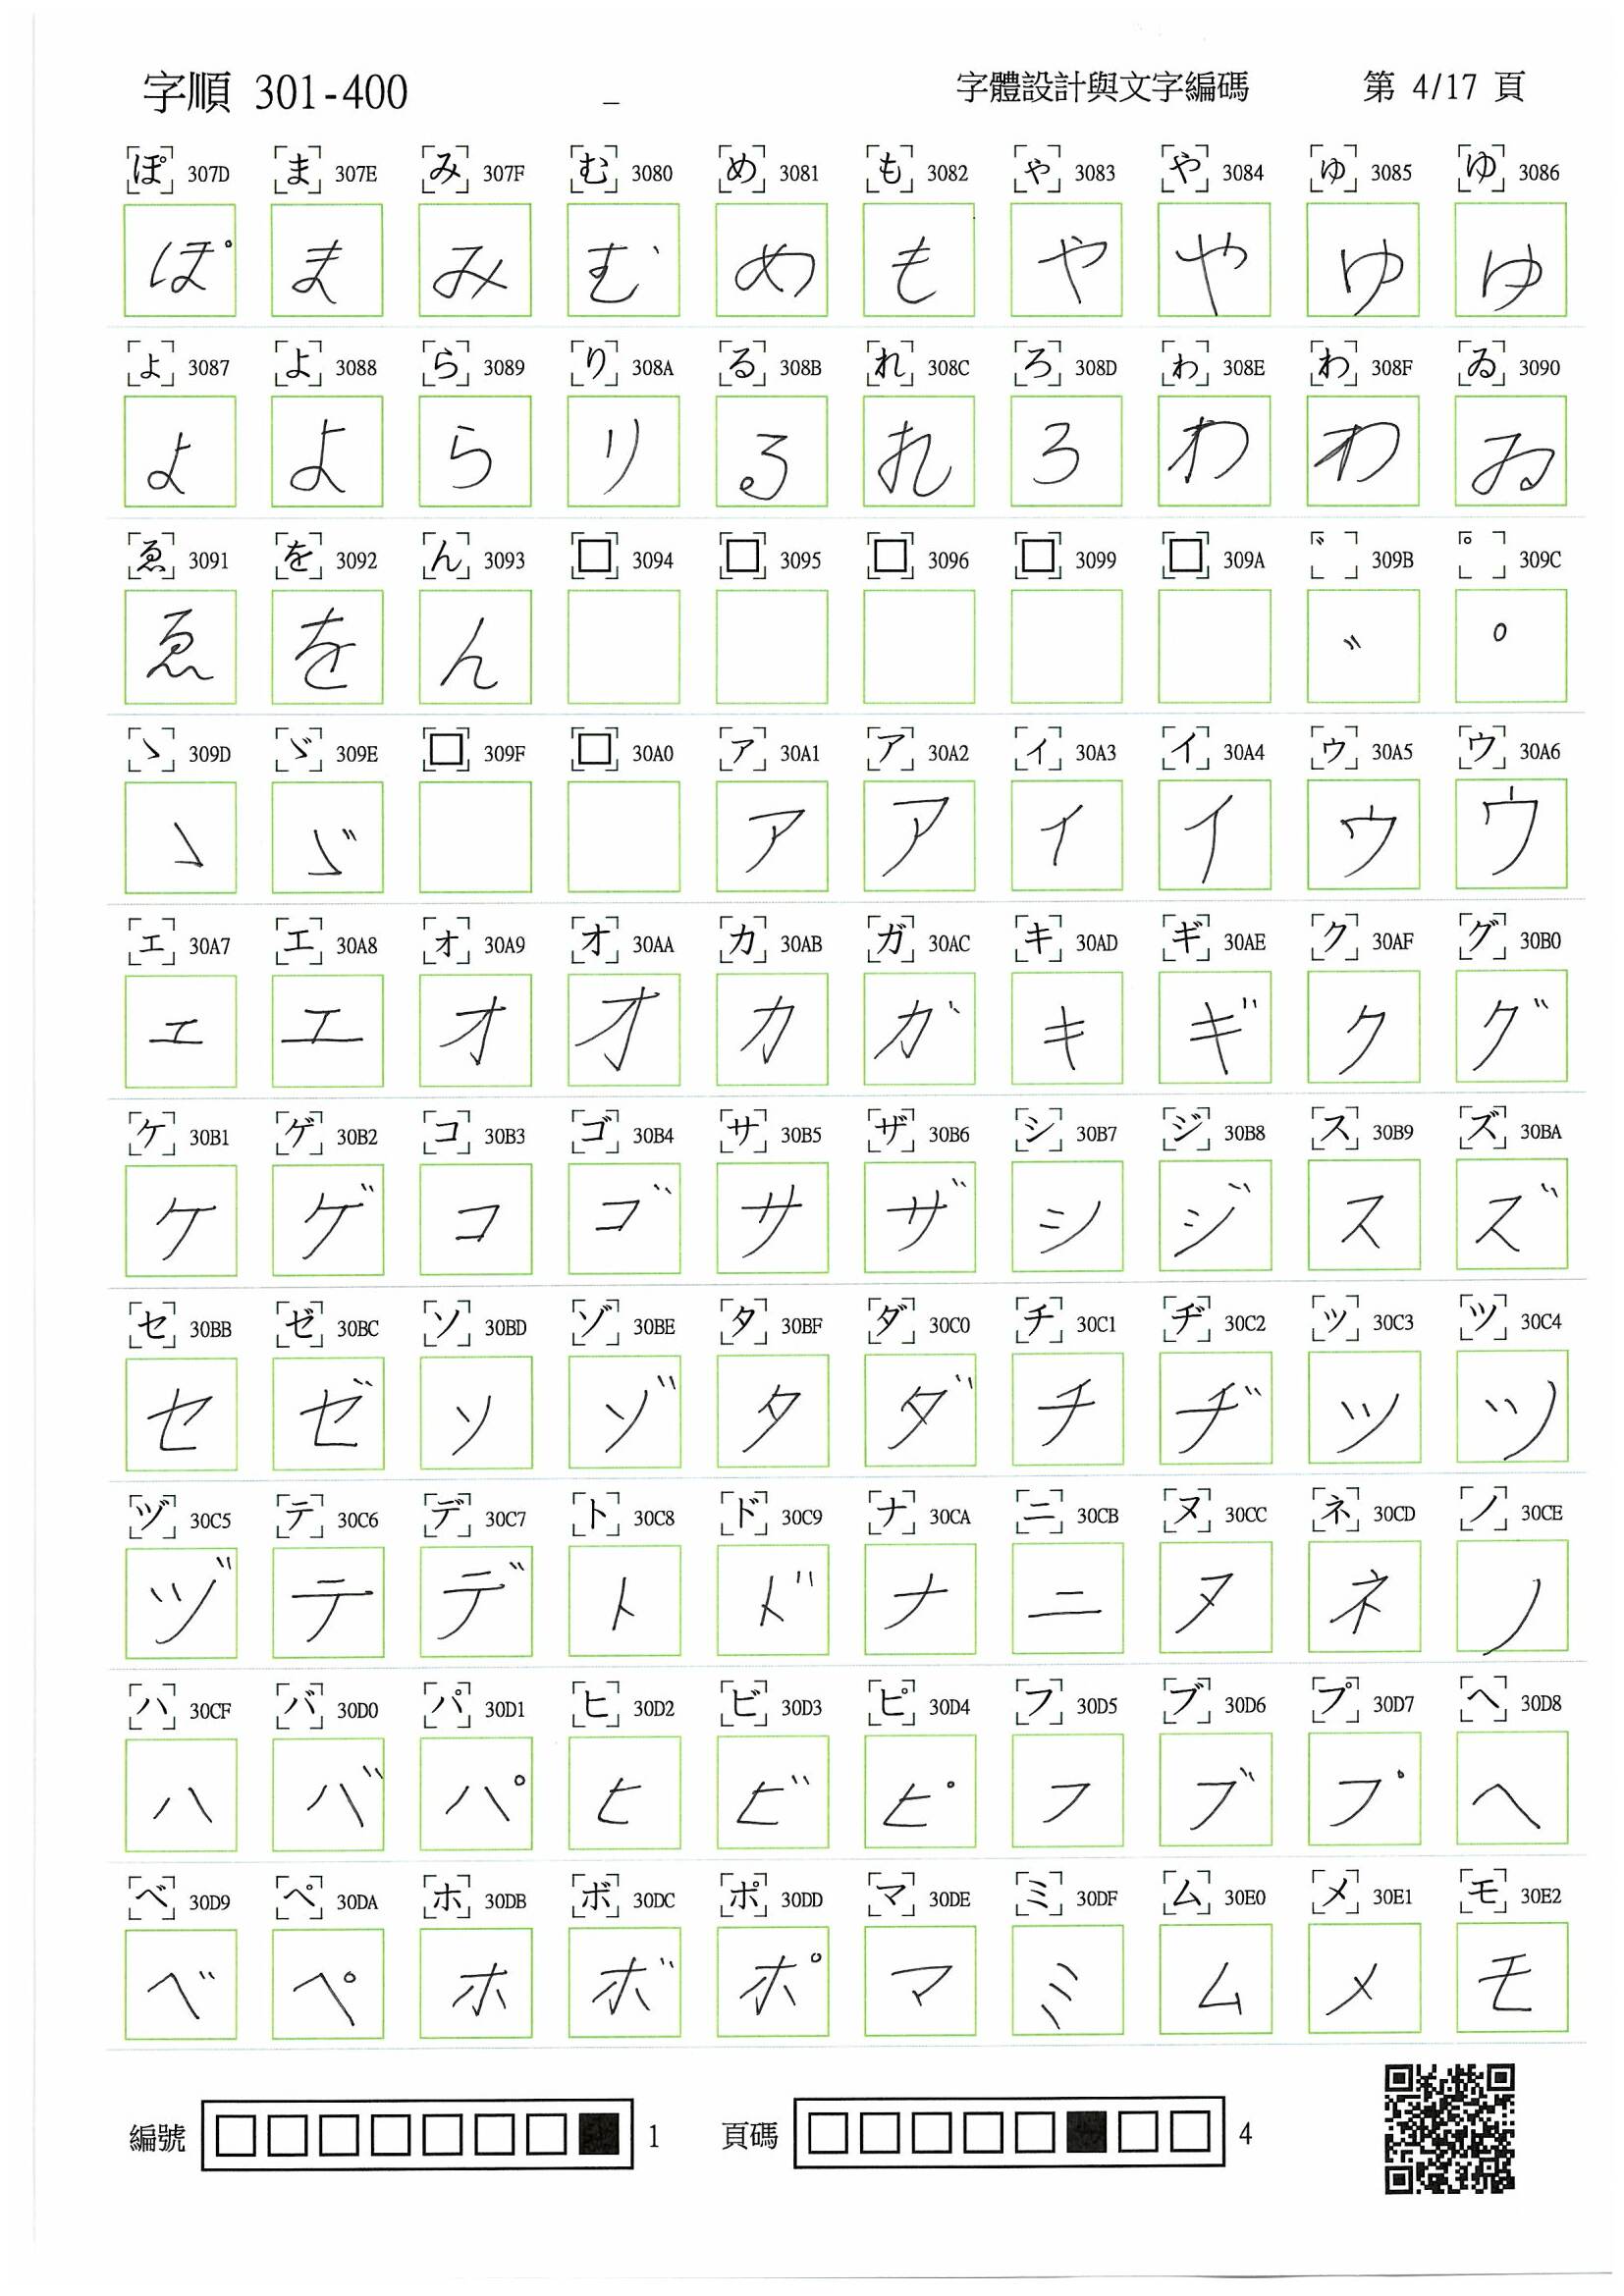 字順 301-400 _ 字體設計與文字編碼 第 4/17 頁
ぽ 307D ま 307E み 307F む 3080 め 3081 も 3082 ゃ 3083 や 3084 ゅ 3085 ゆ 3086
ぽ ま み む め も ゃ や ゅ ゆ
ょ 3087 よ 3088 ら 3089 り 308A る 308B れ 308C ろ 308D ゎ 308E わ 308F ゐ 3090
ょ よ ら り る れ ろ ゎ わ ゐ
ゑ 3091 を 3092 ん 3093 □ 3094 □ 3095 □ 3096 □ 3099 □ 309A ゛ 309B ゜ 309C
ゑ を ん ゛ ゜
ゝ 309D ゞ 309E □ 309F □ 30A0 ァ 30A1 ア 30A2 ィ 30A3 イ 30A4 ゥ 30A5 ウ 30A6
ゝ ゞ ァ ア ィ イ ゥ ウ
ェ 30A7 エ 30A8 ォ 30A9 オ 30AA カ 30AB ガ 30AC キ 30AD ギ 30AE ク 30AF グ 30B0
ェ エ ォ オ カ ガ キ ギ ク グ
ケ 30B1 ゲ 30B2 コ 30B3 ゴ 30B4 サ 30B5 ザ 30B6 シ 30B7 ジ 30B8 ス 30B9 ズ 30BA
ケ ゲ コ ゴ サ ザ シ ジ ス ズ
セ 30BB ゼ 30BC ソ 30BD ゾ 30BE タ 30BF ダ 30C0 チ 30C1 ヂ 30C2 ッ 30C3 ツ 30C4
セ ゼ ソ ゾ タ ダ チ ヂ ッ ツ
ヅ 30C5 テ 30C6 デ 30C7 ト 30C8 ド 30C9 ナ 30CA ニ 30CB ヌ 30CC ネ 30CD ノ 30CE
ヅ テ デ ト ド ナ ニ ヌ ネ ノ
ハ 30CF バ 30D0 パ 30D1 ヒ 30D2 ビ 30D3 ピ 30D4 フ 30D5 ブ 30D6 プ 30D7 ヘ 30D8
ハ バ パ ヒ ビ ピ フ ブ プ ヘ
ベ 30D9 ペ 30DA ホ 30DB ボ 30DC ポ 30DD マ 30DE ミ 30DF ム 30E0 メ 30E1 モ 30E2
ベ ペ ホ ボ ポ マ ミ ム メ モ
編號 □□□□□□□■ 1 頁碼 □□□□□■□□ 4